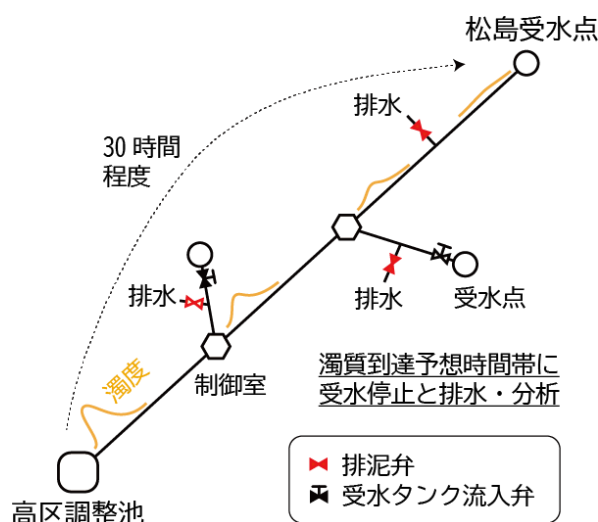 松島受水点
排水
30 時間
程度
排水
排水
受水点
濁度
制御室
濁質到達予想時間帯に
受水停止と排水・分析
排泥弁
受水タンク流入弁
高区調整池